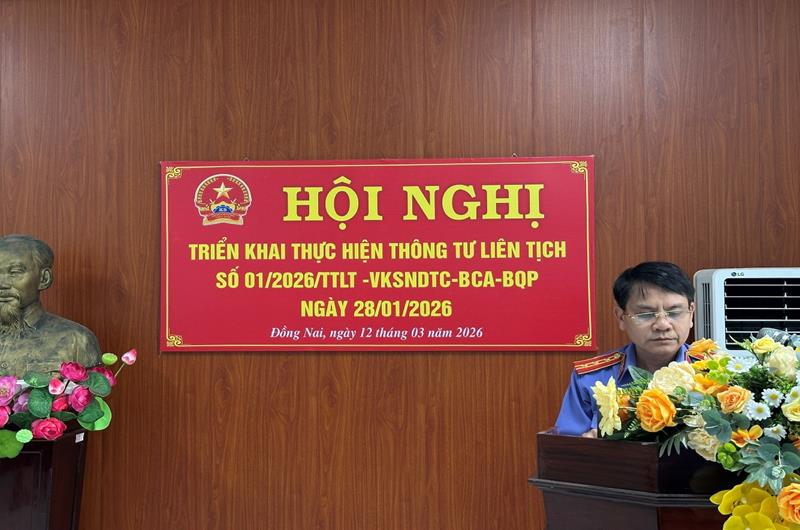 HỘI NGHỊ
TRIỂN KHAI THỰC HIỆN THÔNG TƯ LIÊN TỊCH
SỐ 01/2026/TTLT -VKSNDTC-BCA-BQP
NGÀY 28/01/2026
Đồng Nai, ngày 12 tháng 03 năm 2026
LG